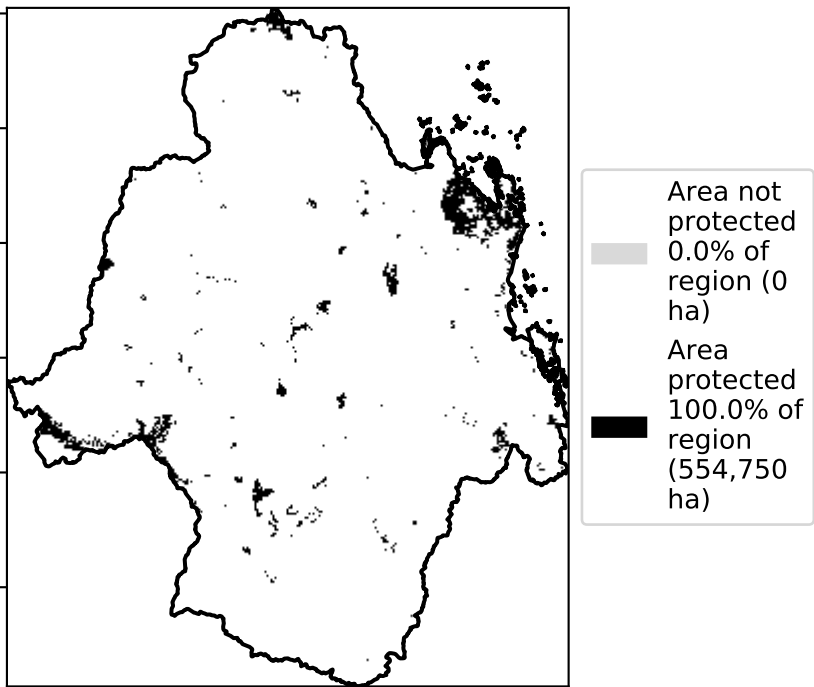 Area not
protected
0.0% of
region (0
ha)
Area
protected
100.0% of
region
(554,750
ha)